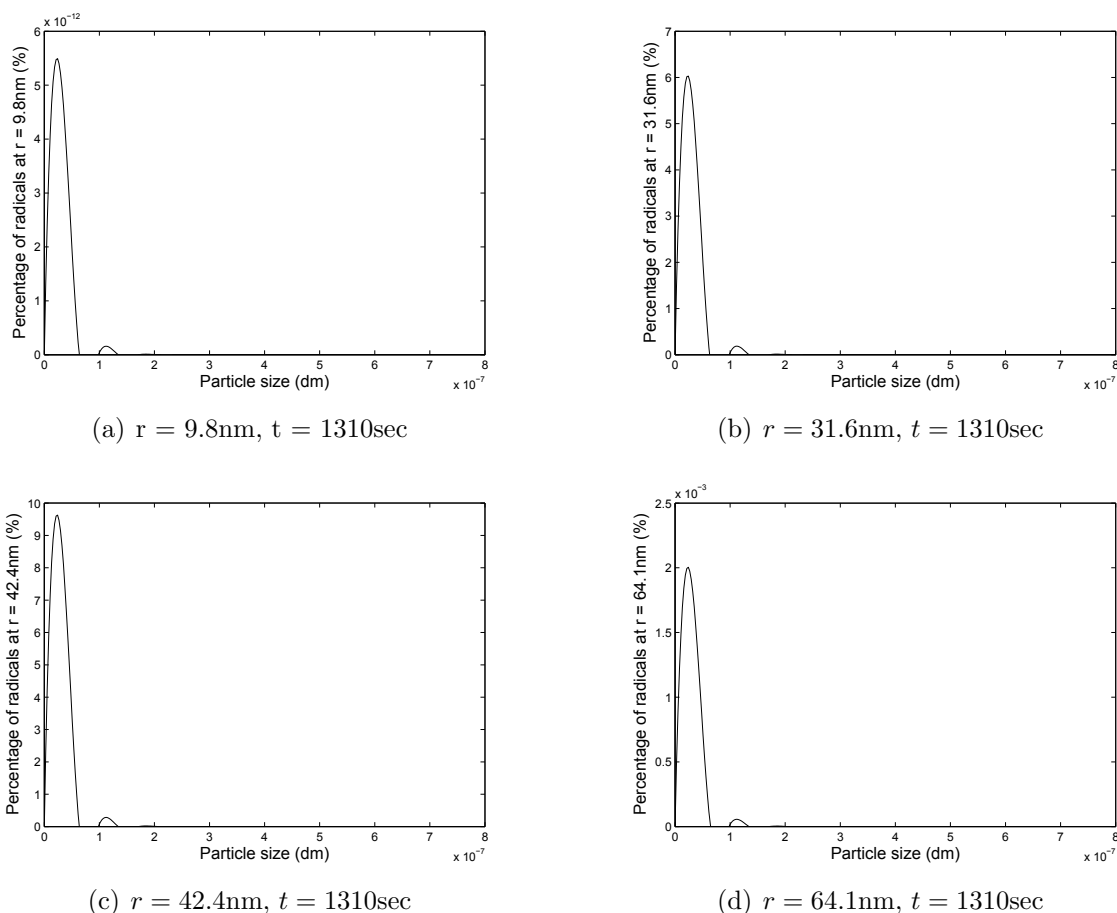 x 10⁻¹²
Percentage of radicals at r = 9.8nm (%)
6
5
4
3
2
1
0
0 1 2 3 4 5 6 7 8
Particle size (dm)
x 10⁻⁷
(a) r = 9.8nm, t = 1310sec
Percentage of radicals at r = 31.6nm (%)
7
6
5
4
3
2
1
0
0 1 2 3 4 5 6 7 8
Particle size (dm)
x 10⁻⁷
(b) r = 31.6nm, t = 1310sec
Percentage of radicals at r = 42.4nm (%)
10
9
8
7
6
5
4
3
2
1
0
0 1 2 3 4 5 6 7 8
Particle size (dm)
x 10⁻⁷
(c) r = 42.4nm, t = 1310sec
x 10⁻³
Percentage of radicals at r = 64.1nm (%)
2.5
2
1.5
1
0.5
0
0 1 2 3 4 5 6 7 8
Particle size (dm)
x 10⁻⁷
(d) r = 64.1nm, t = 1310sec